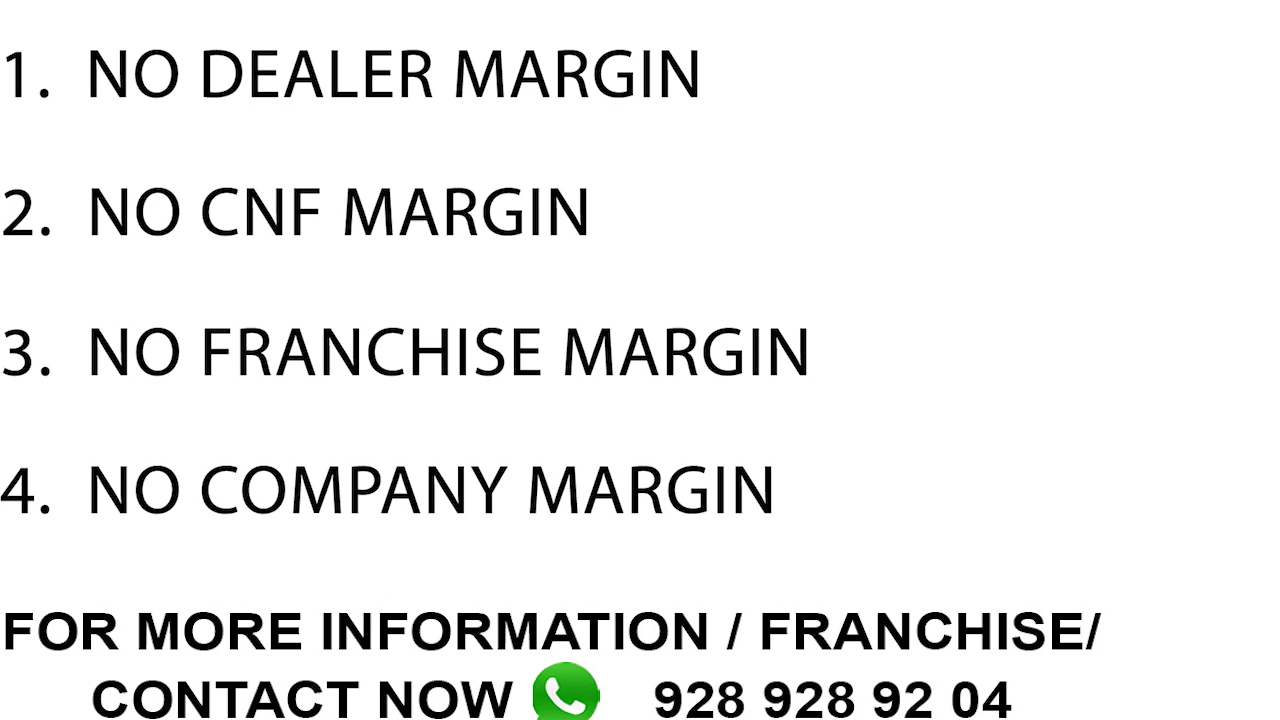 1. NO DEALER MARGIN
2. NO CNF MARGIN
3. NO FRANCHISE MARGIN
4. NO COMPANY MARGIN
FOR MORE INFORMATION / FRANCHISE/
CONTACT NOW 928 928 92 04